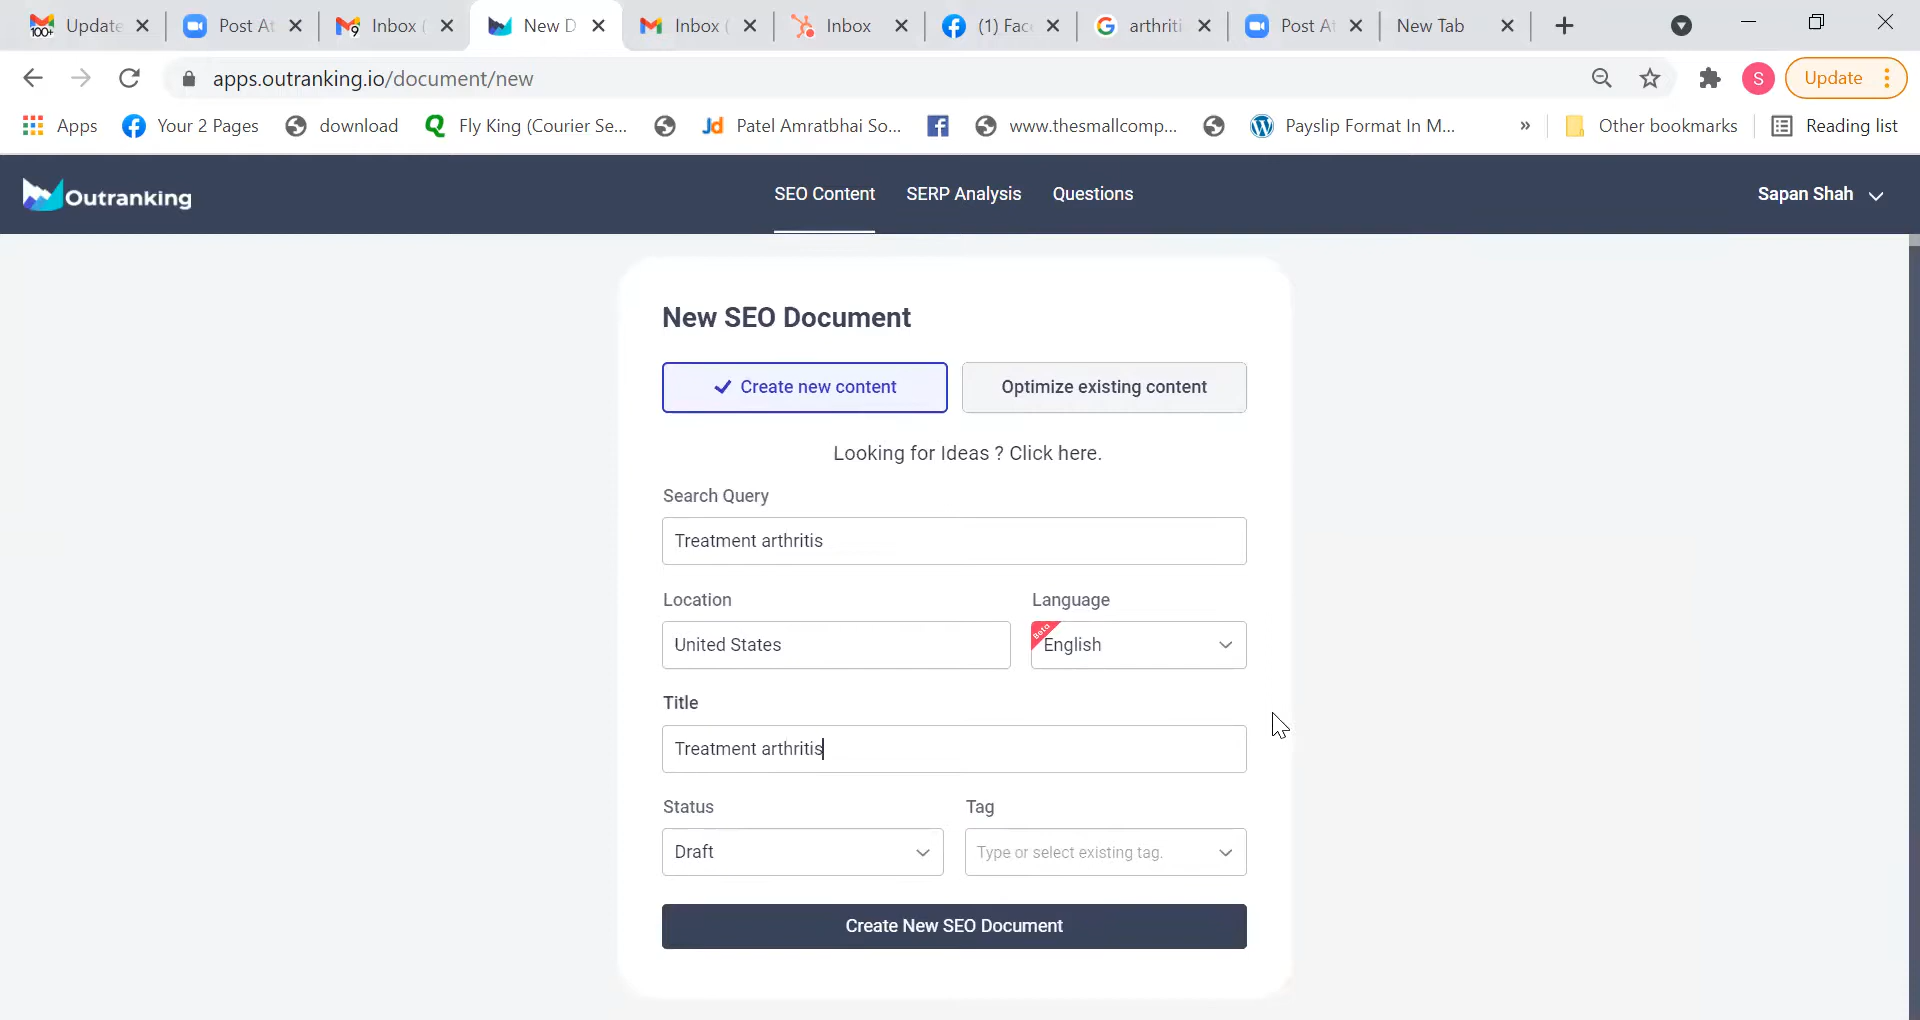 100+ Update Post At 9 Inbox ( New D Inbox ( Inbox (1) Fac G arthriti Post At New Tab
apps.outranking.io/document/new S Update
Apps Your 2 Pages download Q Fly King (Courier Se... Jd Patel Amratbhai So... www.thesmallcomp... Payslip Format In M... » Other bookmarks Reading list
Outranking SEO Content SERP Analysis Questions Sapan Shah
New SEO Document
Create new content Optimize existing content
Looking for Ideas ? Click here.
Search Query
Treatment arthritis
Location Language
United States Beta English
Title
Treatment arthritis
Status Tag
Draft Type or select existing tag.
Create New SEO Document